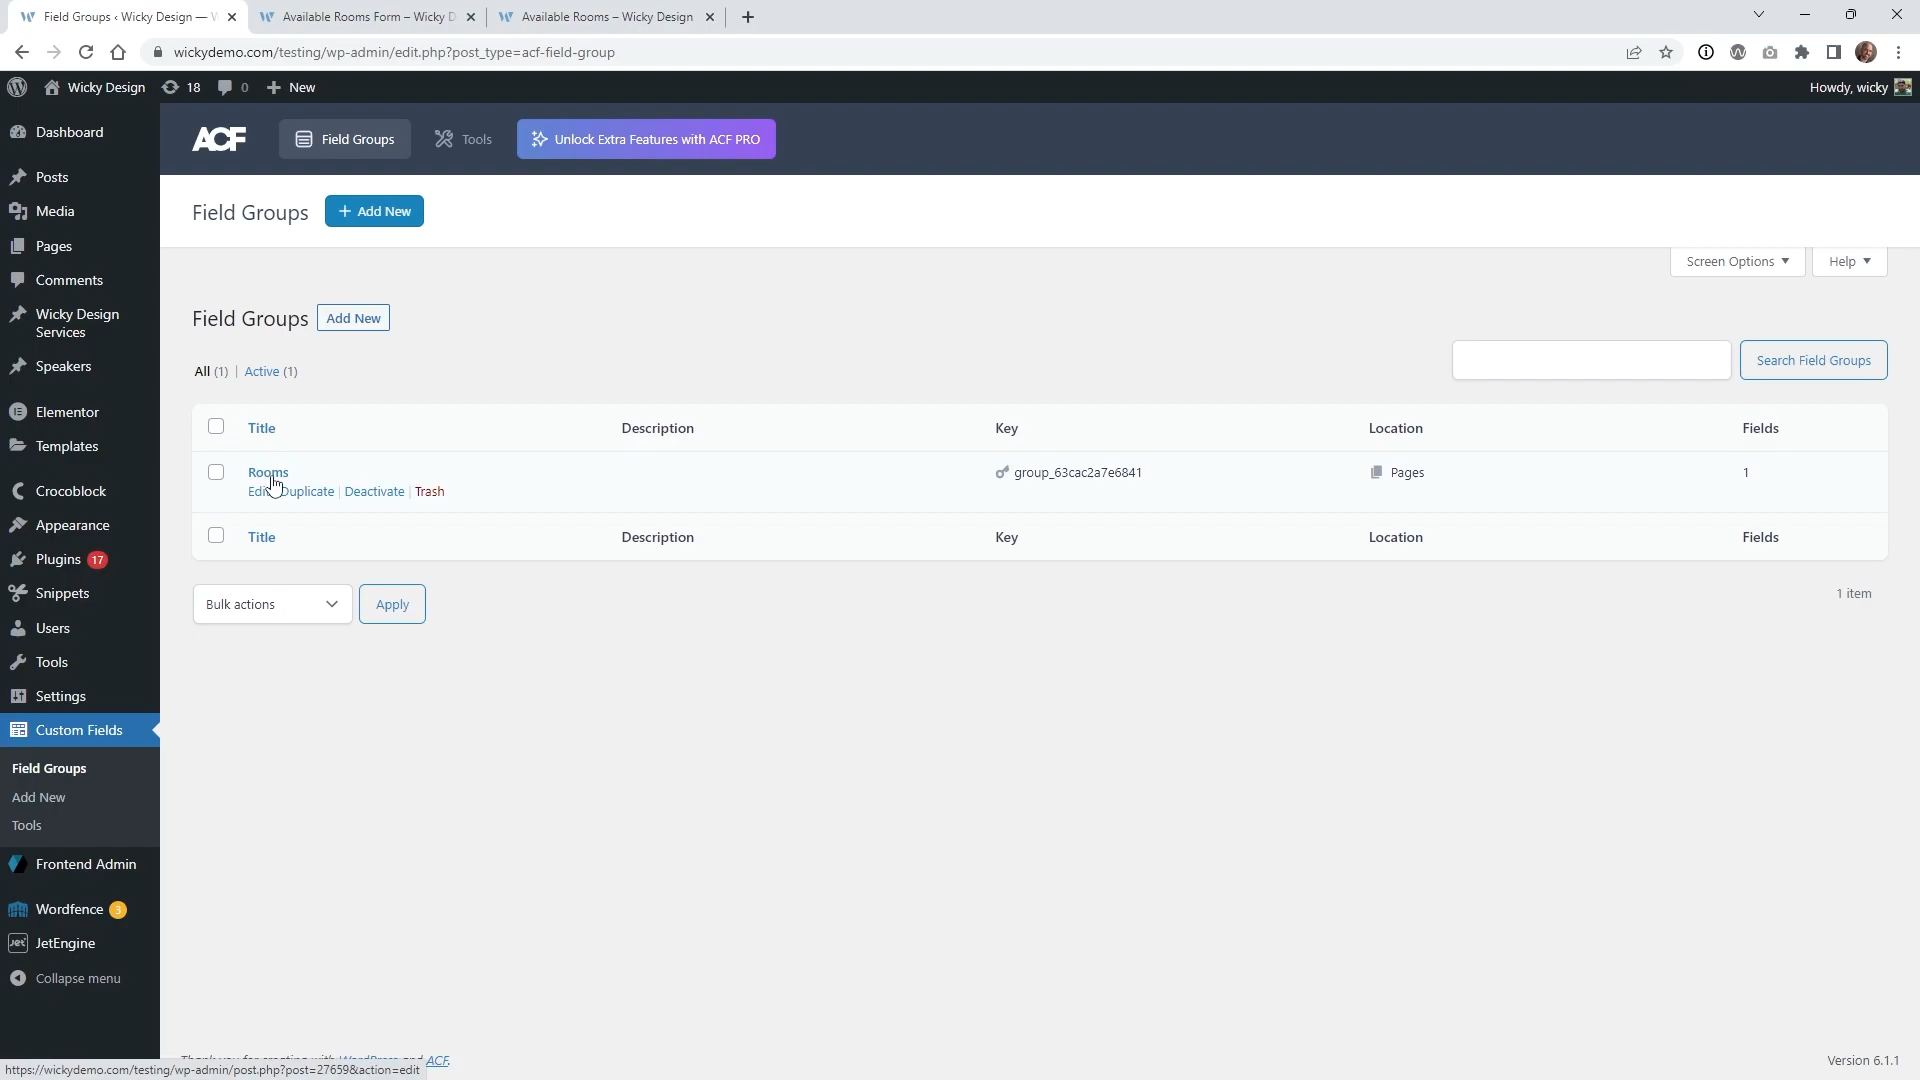 Field Groups ‹ Wicky Design —
Available Rooms Form – Wicky D
Available Rooms – Wicky Design
wickydemo.com/testing/wp-admin/edit.php?post_type=acf-field-group
Wicky Design
18
0
New
Howdy, wicky
Dashboard
Posts
Media
Pages
Comments
Wicky Design
Services
Speakers
Elementor
Templates
Crocoblock
Appearance
Plugins 17
Snippets
Users
Tools
Settings
Custom Fields
Field Groups
Add New
Tools
Frontend Admin
Wordfence 3
JetEngine
Collapse menu
ACF
Field Groups
Tools
Unlock Extra Features with ACF PRO
Field Groups
+ Add New
Screen Options
Help
Field Groups
Add New
All (1) | Active (1)
Search Field Groups
Title Description Key Location Fields
Rooms group_63cac2a7e6841 Pages 1
Duplicate | Deactivate | Trash
Title Description Key Location Fields
Bulk actions
Apply
1 item
WordPress and ACF.
Version 6.1.1
https://wickydemo.com/testing/wp-admin/post.php?post=27659&action=edit